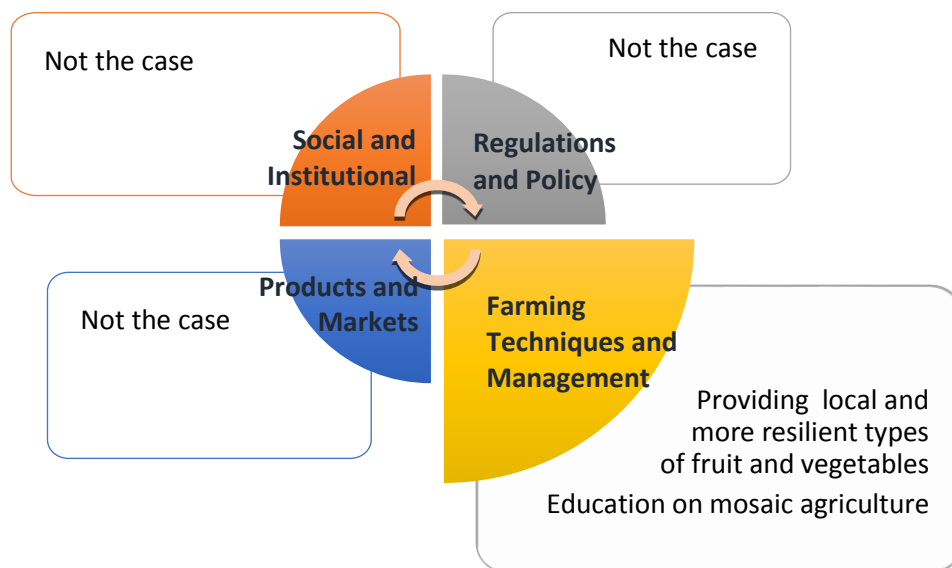 Not the case
Not the case
Social and
Institutional
Regulations
and Policy
Products and
Markets
Not the case
Farming
Techniques and
Management
Providing local and
more resilient types
of fruit and vegetables
Education on mosaic agriculture